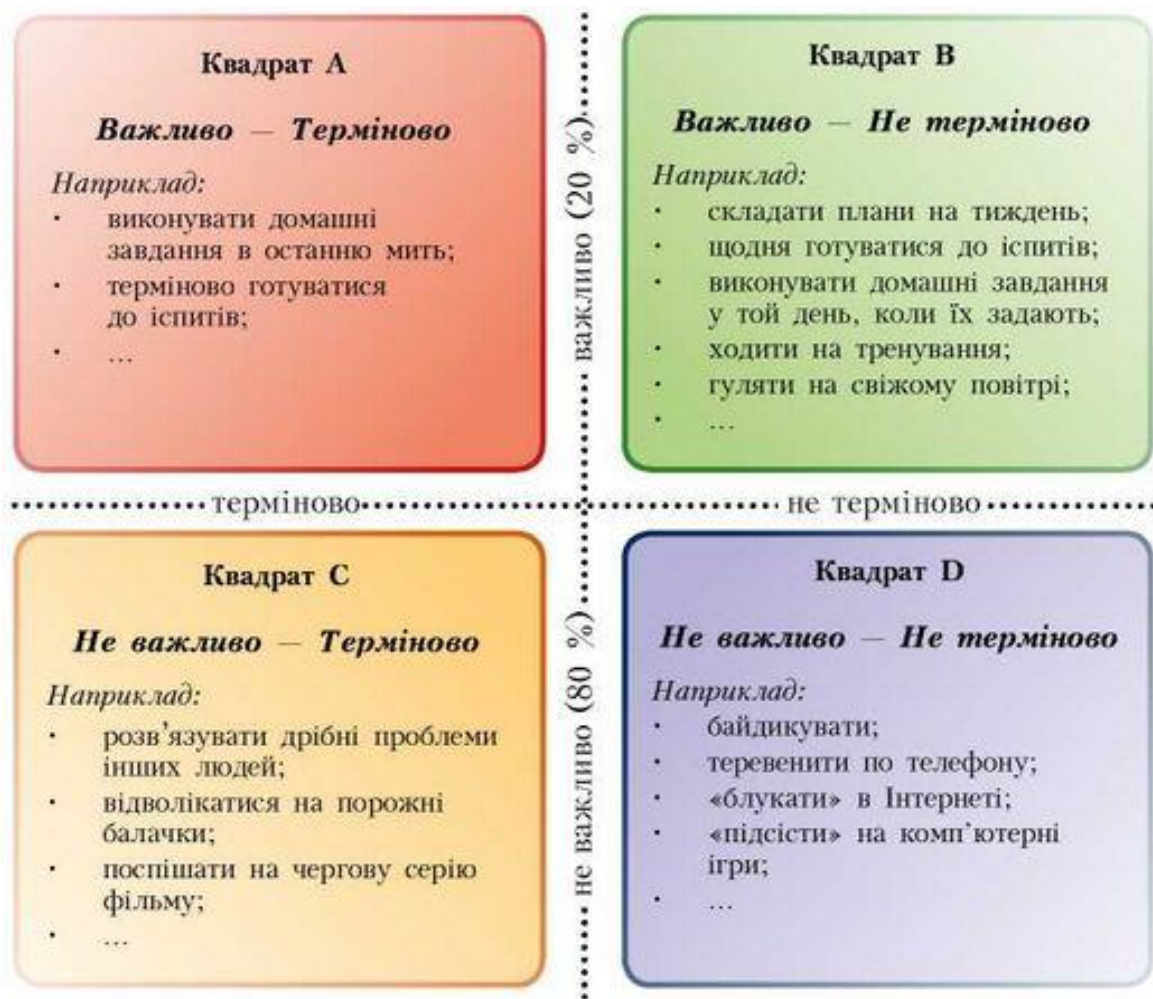 Квадрат А
Важливо — Терміново
Наприклад:
· виконувати домашні
завдання в останню мить;
· терміново готуватися
до іспитів;
· ...
Квадрат В
Важливо — Не терміново
Наприклад:
· складати плани на тиждень;
· щодня готуватися до іспитів;
· виконувати домашні завдання
у той день, коли їх задають;
· ходити на тренування;
· гуляти на свіжому повітрі;
· ...
важливо (20 %)
терміново
не терміново
Квадрат С
Не важливо — Терміново
Наприклад:
· розв’язувати дрібні проблеми
інших людей;
· відволікатися на порожні
балачки;
· поспішати на чергову серію
фільму;
· ...
не важливо (80 %)
Квадрат D
Не важливо — Не терміново
Наприклад:
· байдикувати;
· теревенити по телефону;
· «блукати» в Інтернеті;
· «підсісти» на комп’ютерні
ігри;
· ...